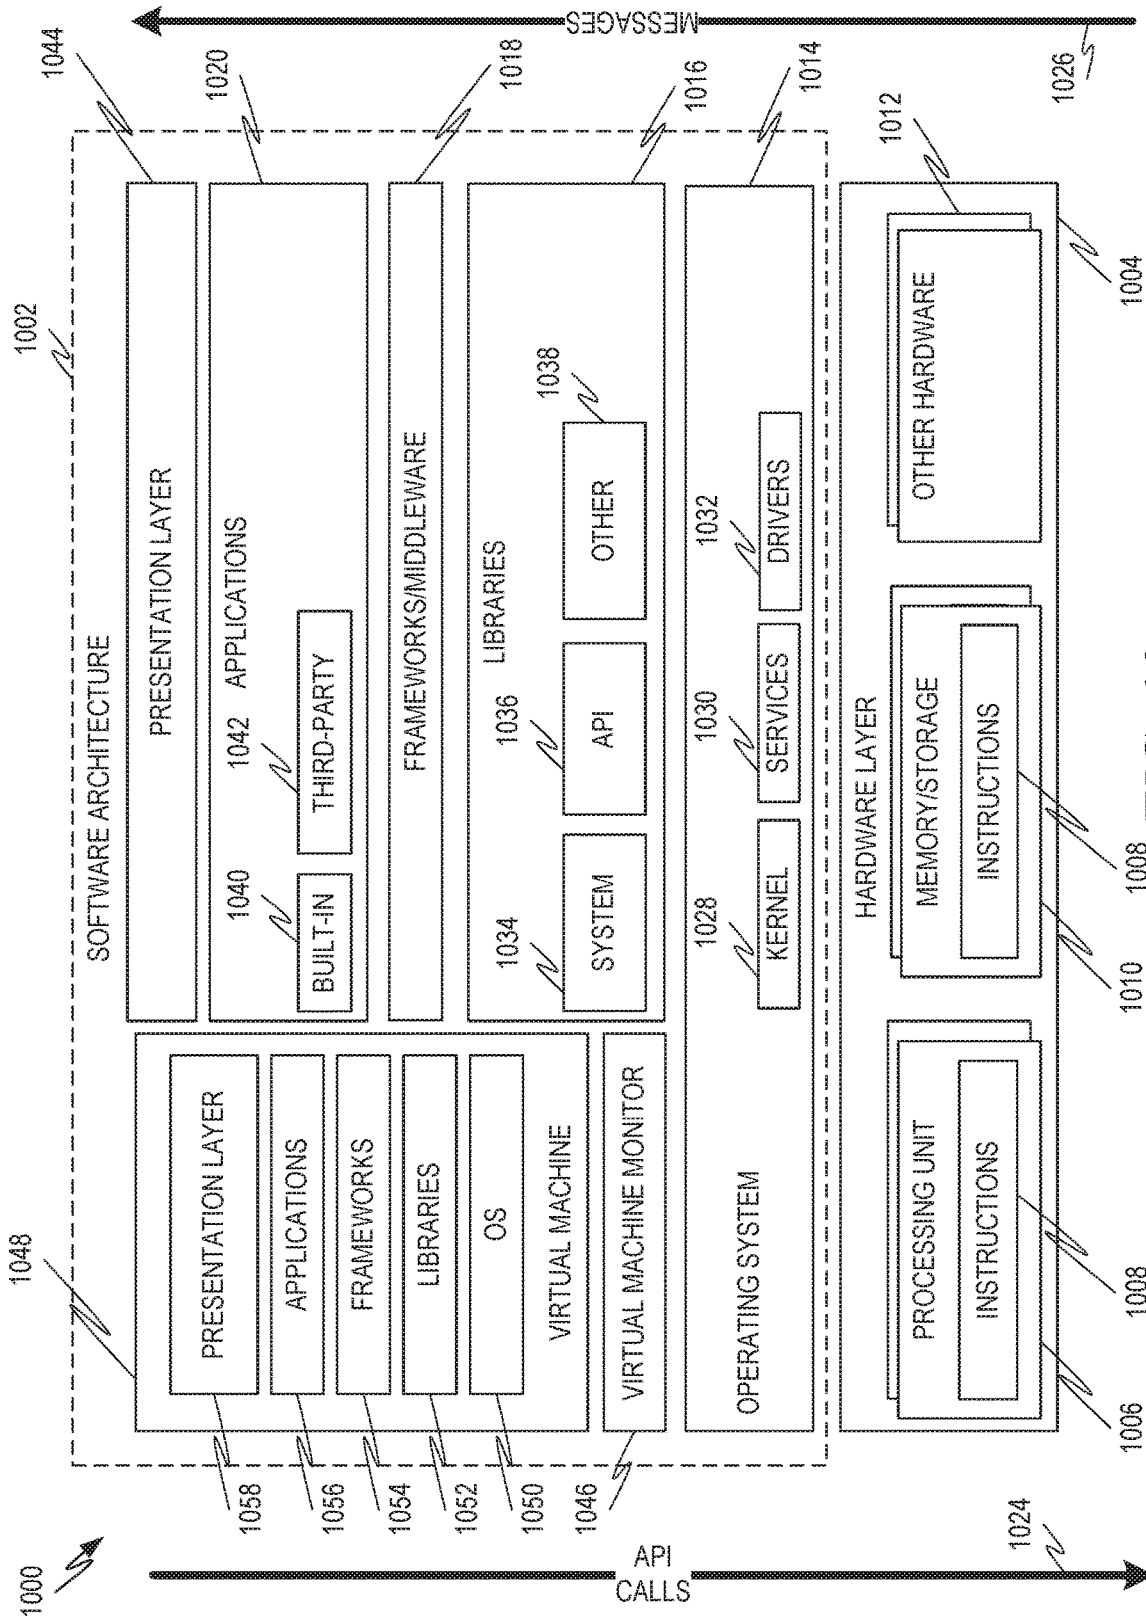 1000
1002
1044
SOFTWARE ARCHITECTURE
1048
PRESENTATION LAYER
1020
PRESENTATION LAYER
1058
APPLICATIONS
1056
FRAMEWORKS
1054
LIBRARIES
1052
OS
1050
VIRTUAL MACHINE
VIRTUAL MACHINE MONITOR
1046
APPLICATIONS
1040
1042
BUILT-IN
THIRD-PARTY
FRAMEWORKS/MIDDLEWARE
1018
LIBRARIES
1016
1034
1036
1038
SYSTEM
API
OTHER
OPERATING SYSTEM
1014
1028
1030
1032
KERNEL
SERVICES
DRIVERS
HARDWARE LAYER
1012
PROCESSING UNIT
INSTRUCTIONS
MEMORY/STORAGE
INSTRUCTIONS
OTHER HARDWARE
1006
1008
1010
1008
1004
API
CALLS
1024
MESSAGES
1026